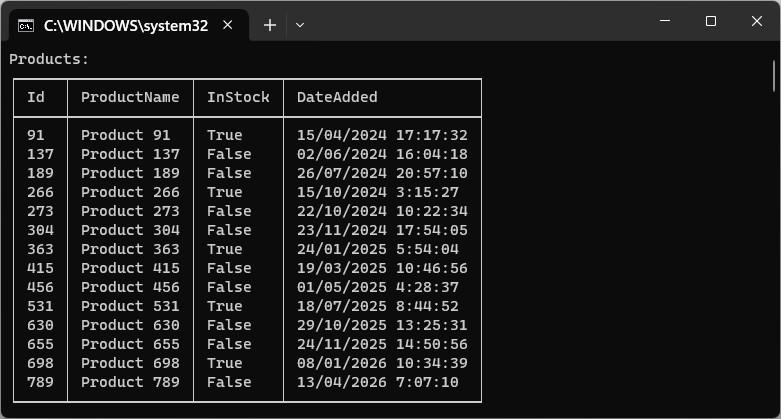 C:\WINDOWS\system32
Products:
Id ProductName InStock DateAdded
91 Product 91 True 15/04/2024 17:17:32
137 Product 137 False 02/06/2024 16:04:18
189 Product 189 False 26/07/2024 20:57:10
266 Product 266 True 15/10/2024 3:15:27
273 Product 273 False 22/10/2024 10:22:34
304 Product 304 False 23/11/2024 17:54:05
363 Product 363 True 24/01/2025 5:54:04
415 Product 415 False 19/03/2025 10:46:56
456 Product 456 False 01/05/2025 4:28:37
531 Product 531 True 18/07/2025 8:44:52
630 Product 630 False 29/10/2025 13:25:31
655 Product 655 False 24/11/2025 14:50:56
698 Product 698 True 08/01/2026 10:34:39
789 Product 789 False 13/04/2026 7:07:10